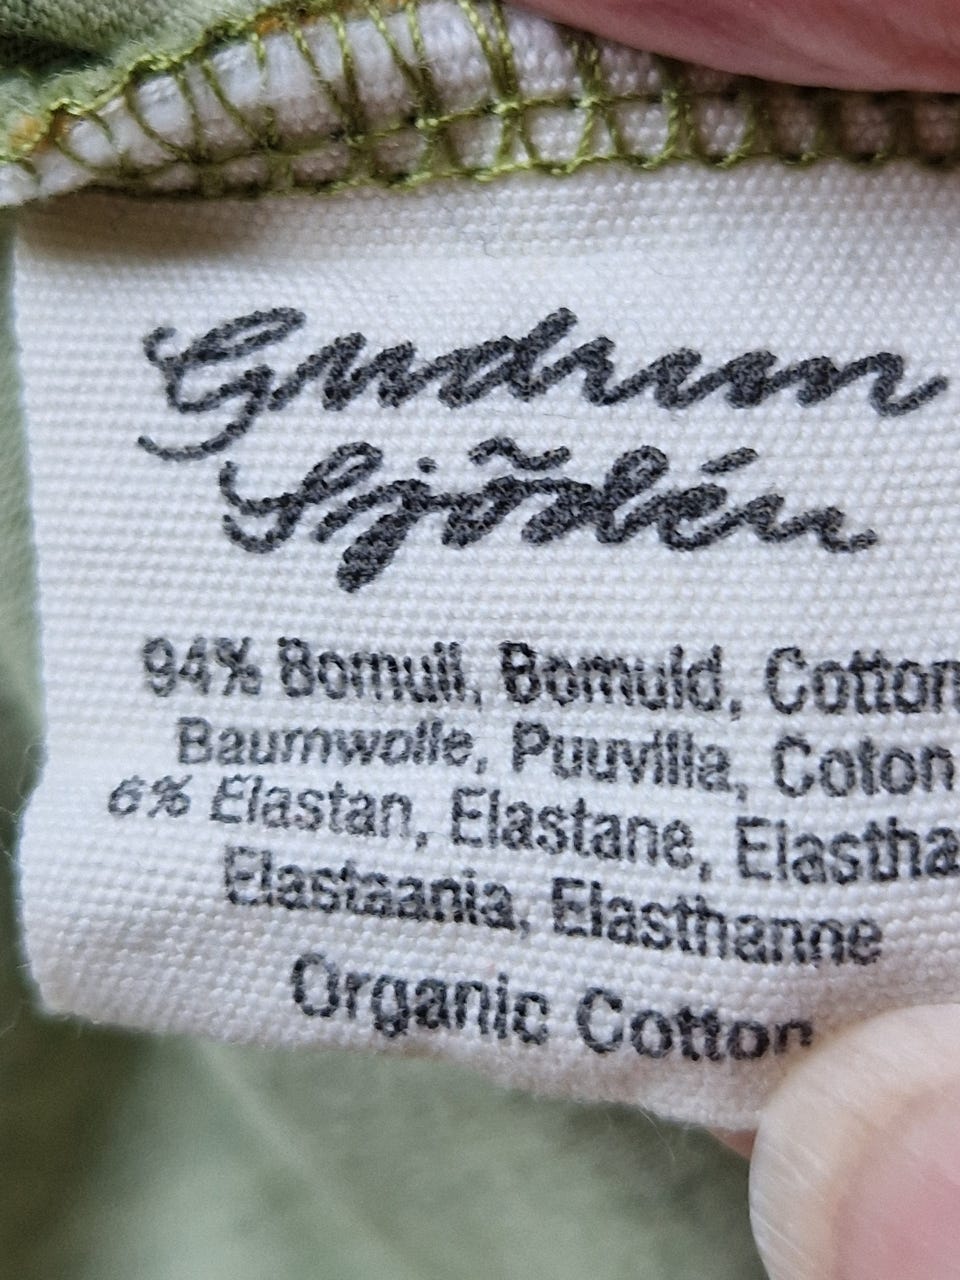 Gudrun
Sjödén
94% Bomull, Bomuld, Cotton
Baumwolle, Puuvilla, Coton
6% Elastan, Elastane, Elastha
Elastaania, Elasthanne
Organic Cotton